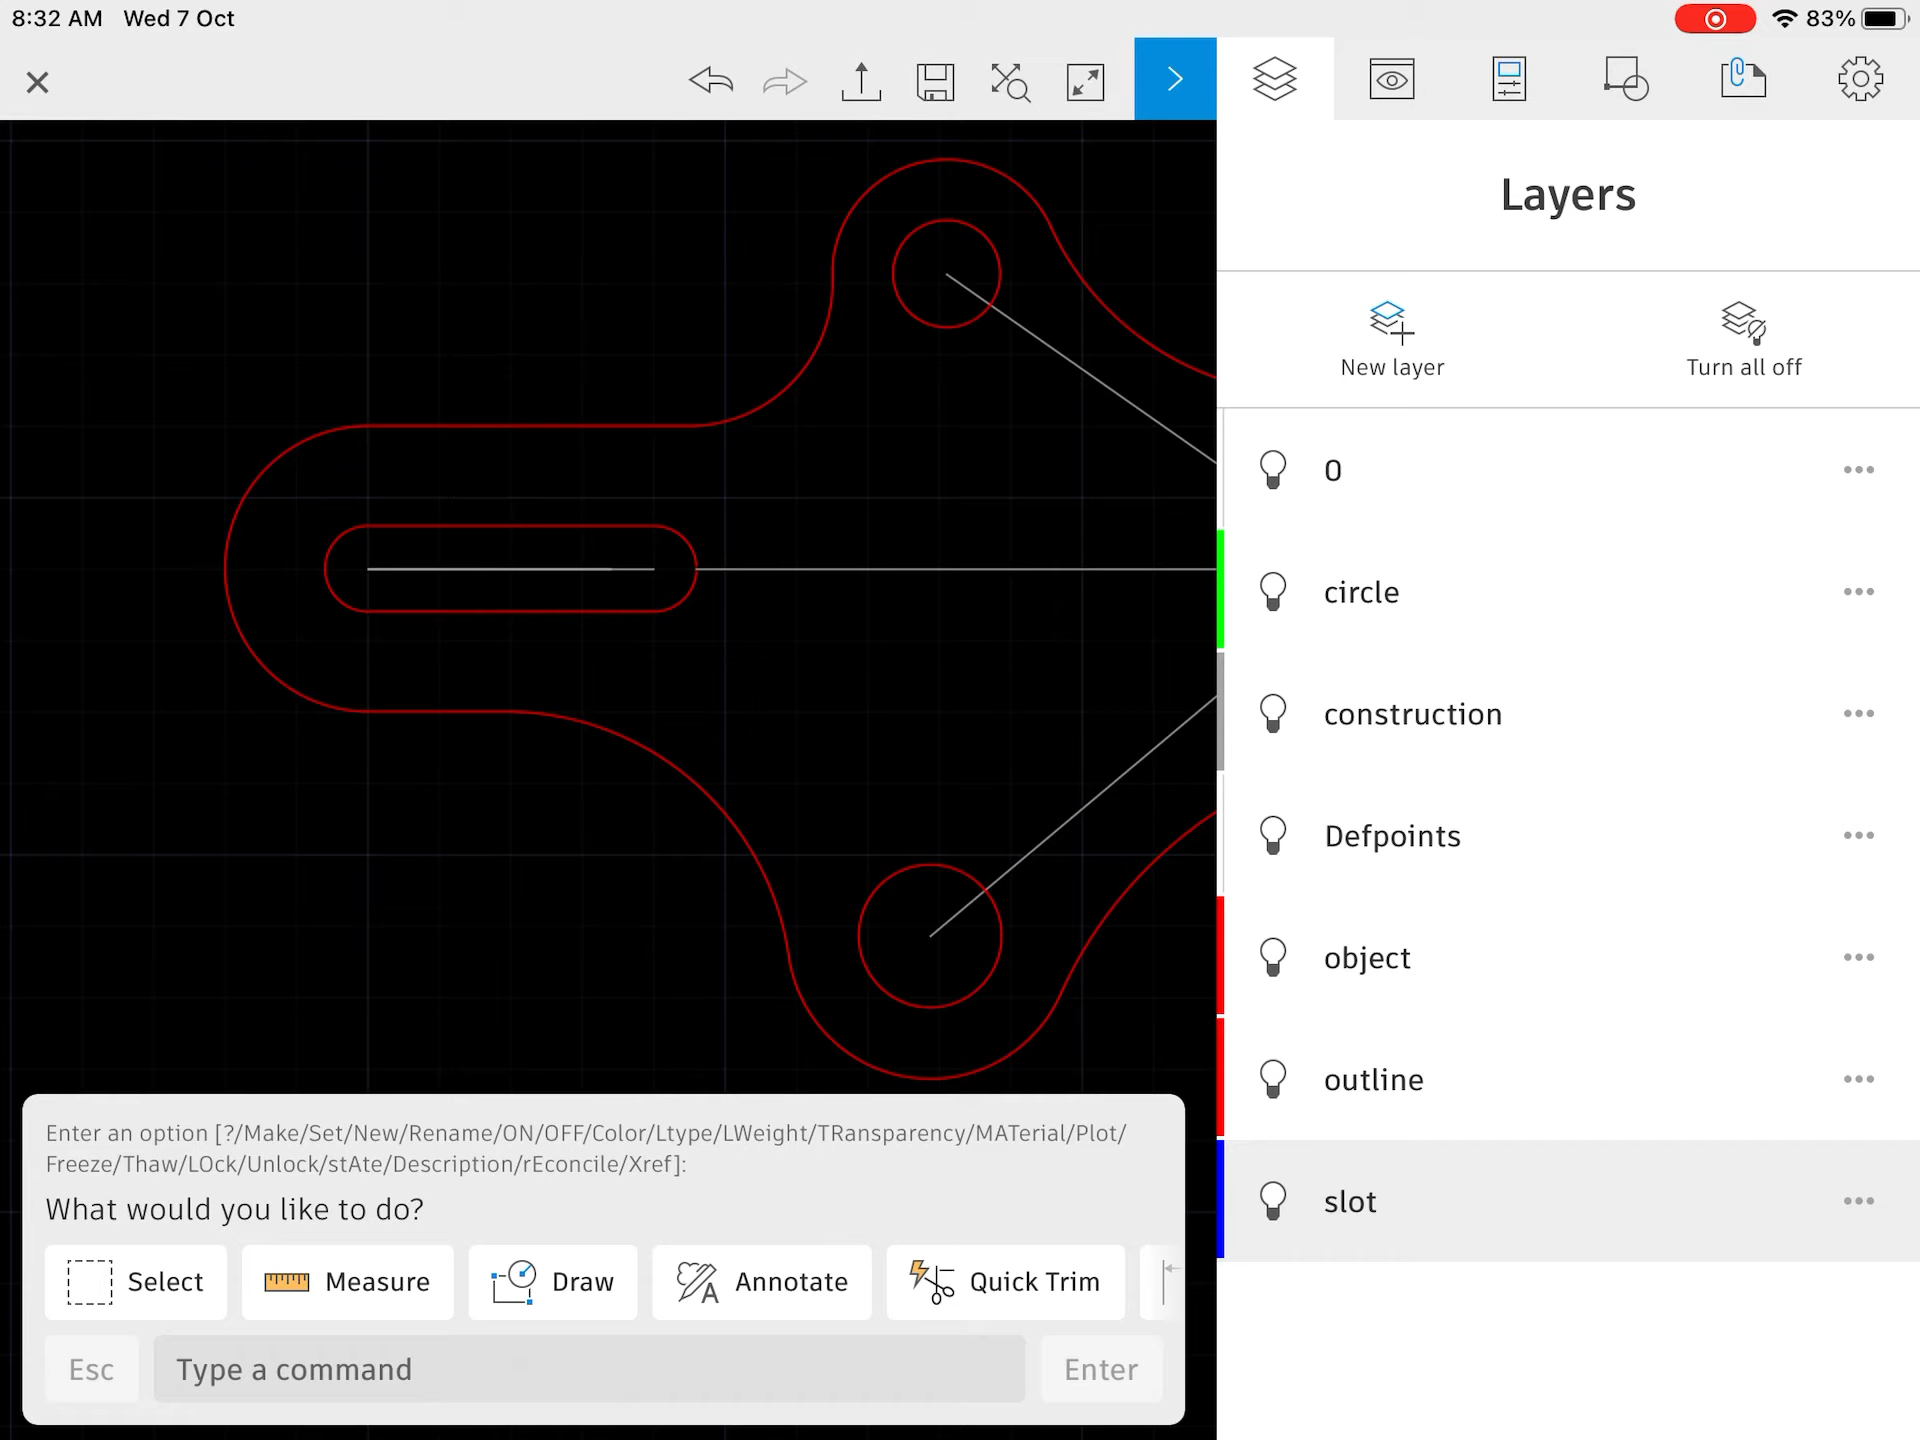 8:32 AM Wed 7 Oct
83%
Layers
New layer
Turn all off
0
circle
construction
Defpoints
object
outline
slot
Enter an option [?/Make/Set/New/Rename/ON/OFF/Color/Ltype/LWeight/TRansparency/MATerial/Plot/
Freeze/Thaw/LOck/Unlock/stAte/Description/rEconcile/Xref]:
What would you like to do?
Select
Measure
Draw
Annotate
Quick Trim
Esc
Type a command
Enter